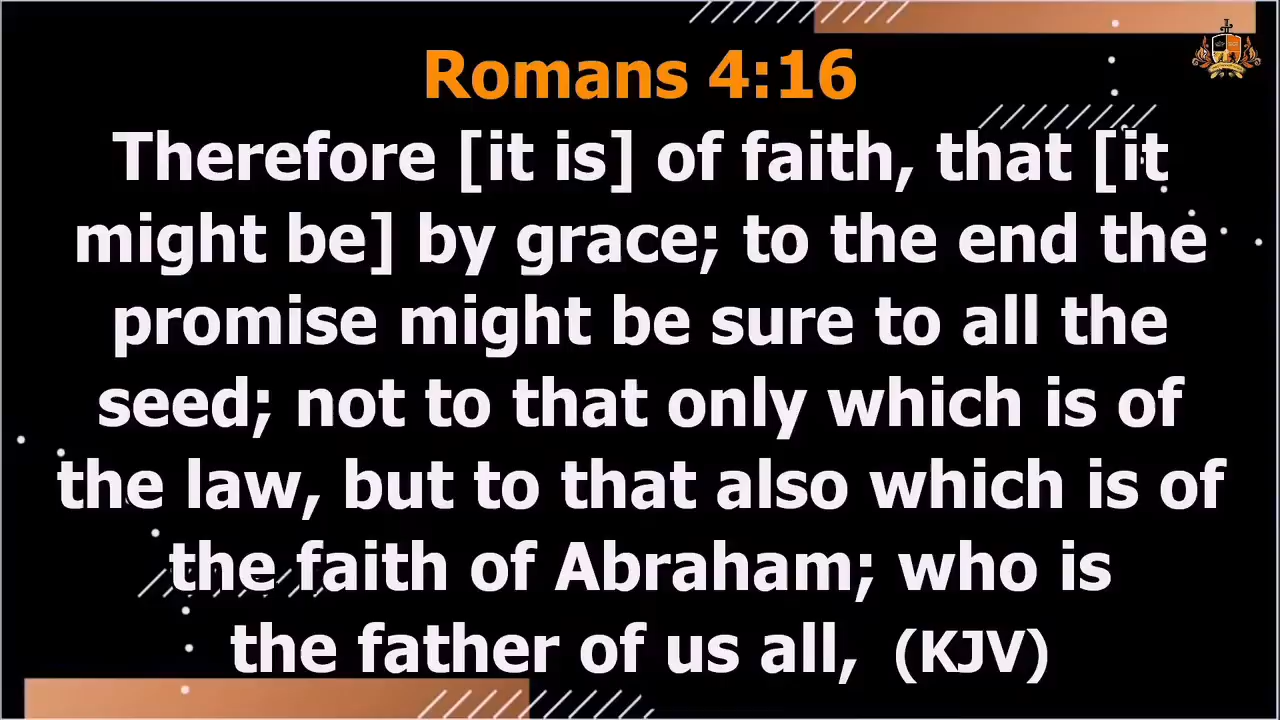 Romans 4:16
Therefore [it is] of faith, that [it
might be] by grace; to the end the
promise might be sure to all the
seed; not to that only which is of
the law, but to that also which is of
the faith of Abraham; who is
the father of us all, (KJV)